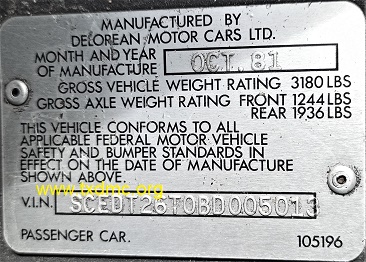 MANUFACTURED BY
DELOREAN MOTOR CARS LTD.
MONTH AND YEAR
OF MANUFACTURE OCT. 81
GROSS VEHICLE WEIGHT RATING 3180 LBS
GROSS AXLE WEIGHT RATING FRONT 1244 LBS
REAR 1936 LBS
THIS VEHICLE CONFORMS TO ALL
APPLICABLE FEDERAL MOTOR VEHICLE
SAFETY AND BUMPER STANDARDS IN
EFFECT ON THE DATE OF MANUFACTURE
SHOWN ABOVE.
www.txdmc.org
V.I.N.
PASSENGER CAR. 105196